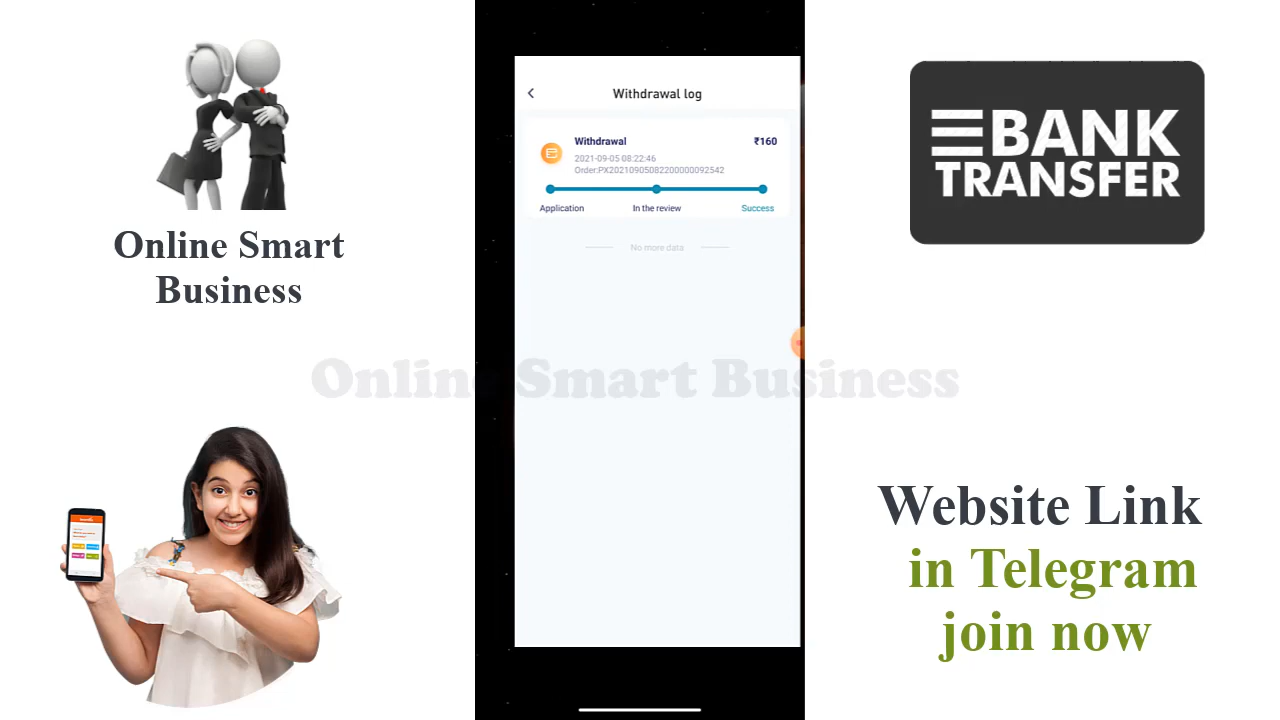 Online Smart
Business
Withdrawal log
Withdrawal
₹160
2021-09-05 08:22:46
Order:PX20210905082200000092542
Application
In the review
Success
No more data
BANK
TRANSFER
Online Smart Business
Website Link
in Telegram
join now